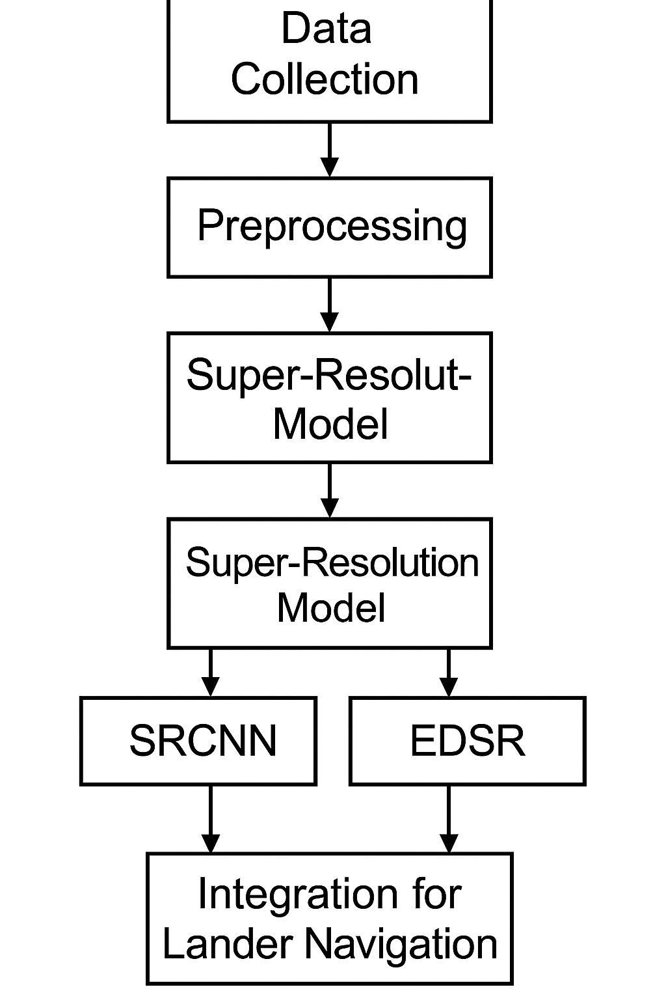 Data
Collection
Preprocessing
Super-Resolut-
Model
Super-Resolution
Model
SRCNN
EDSR
Integration for
Lander Navigation